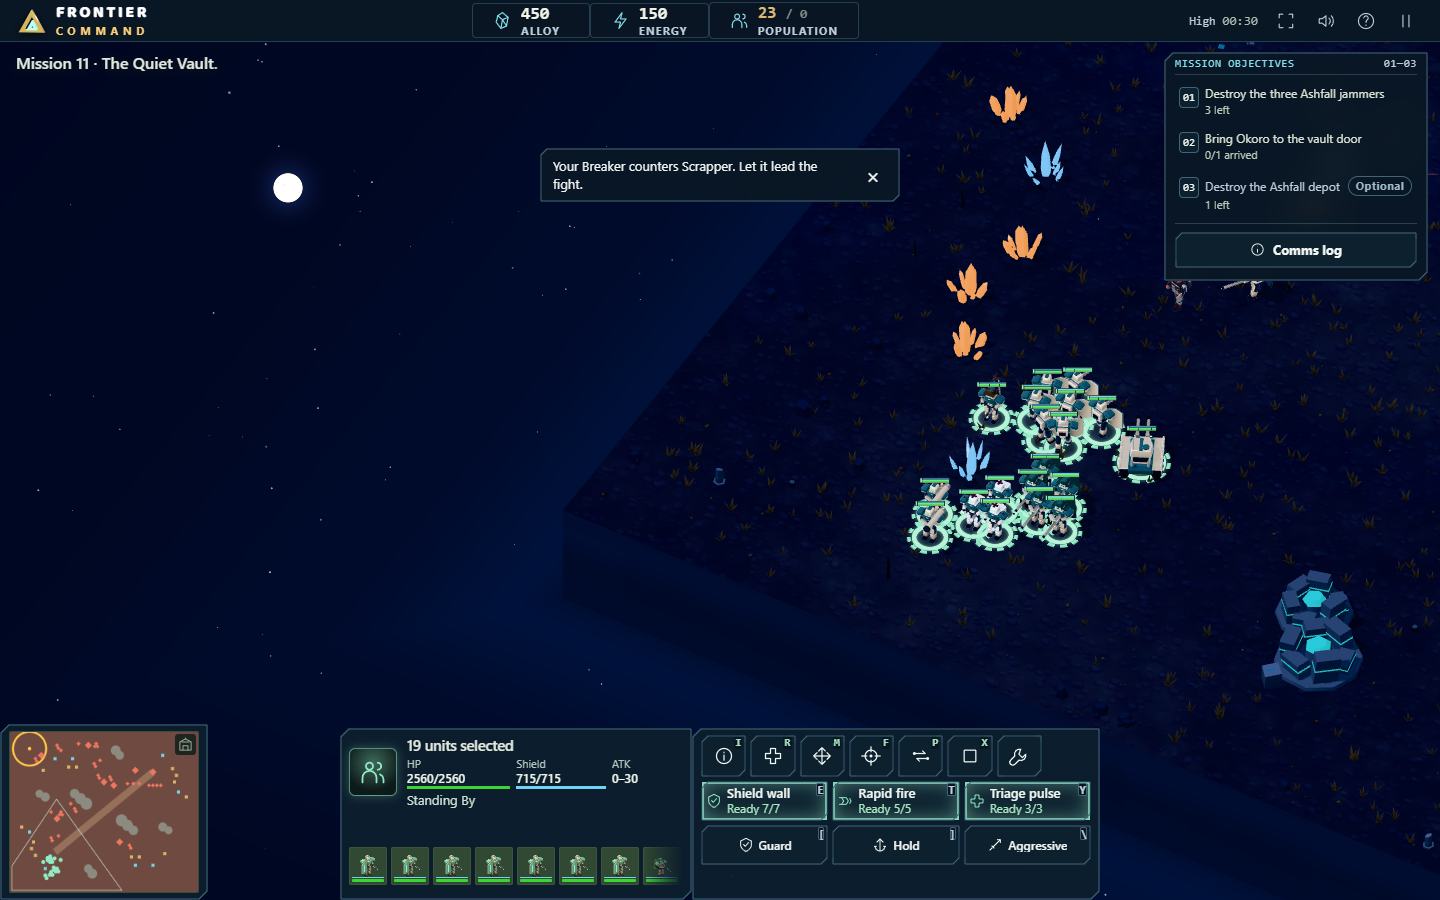 FRONTIER
COMMAND
450
ALLOY
150
ENERGY
23 / 0
POPULATION
High 00:30
Mission 11 · The Quiet Vault.
MISSION OBJECTIVES 01—03
01 Destroy the three Ashfall jammers
3 left
02 Bring Okoro to the vault door
0/1 arrived
03 Destroy the Ashfall depot Optional
1 left
Comms log
Your Breaker counters Scrapper. Let it lead the
fight.
19 units selected
HP Shield ATK
2560/2560 715/715 0–30
Standing By
I R M F P X
Shield wall E
Ready 7/7
Rapid fire T
Ready 5/5
Triage pulse Y
Ready 3/3
Guard [
Hold ]
Aggressive \